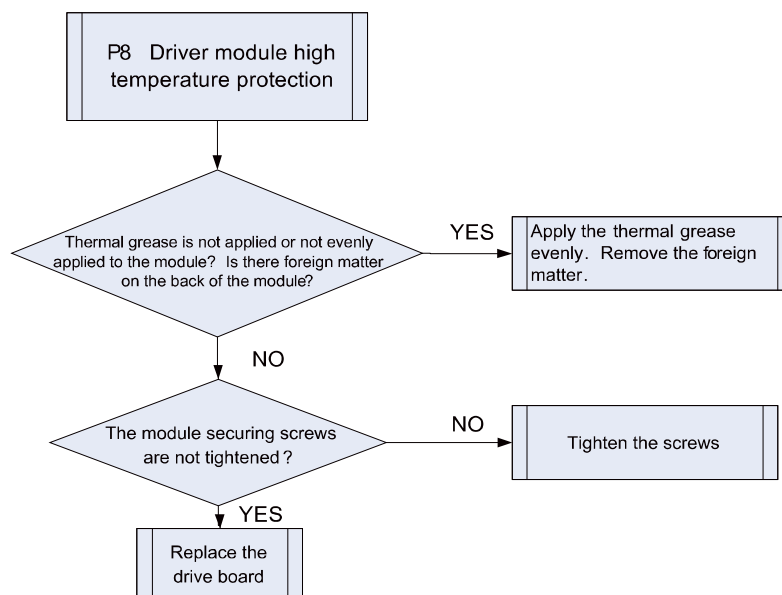 P8 Driver module high
temperature protection
Thermal grease is not applied or not evenly
applied to the module? Is there foreign matter
on the back of the module?
YES
Apply the thermal grease
evenly. Remove the foreign
matter.
NO
The module securing screws
are not tightened?
NO
Tighten the screws
YES
Replace the
drive board